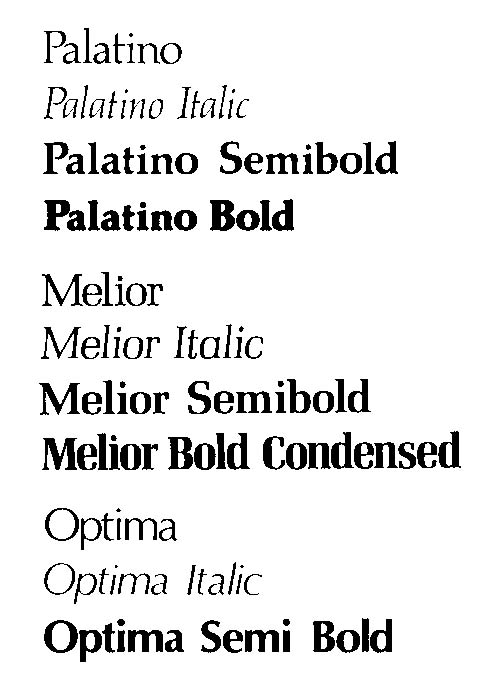 Palatino
Palatino Italic
Palatino Semibold
Palatino Bold
Melior
Melior Italic
Melior Semibold
Melior Bold Condensed
Optima
Optima Italic
Optima Semi Bold